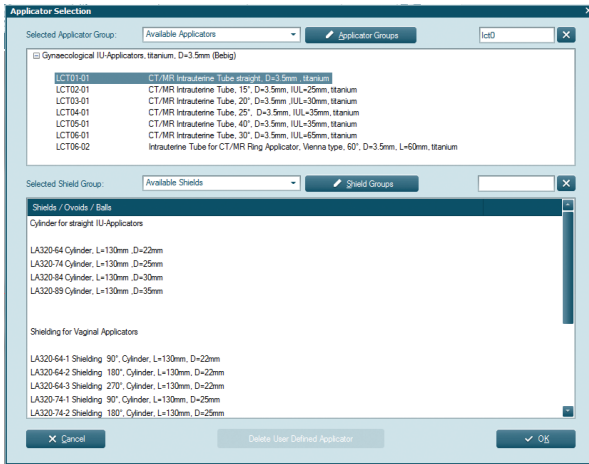 Applicator Selection
Selected Applicator Group: Available Applicators Applicator Groups lct0
Gynaecological IU-Applicators, titanium, D=3.5mm (Bebig)
LCT01-01 CT/MR Intrauterine Tube straight, D=3.5mm , titanium
LCT02-01 CT/MR Intrauterine Tube, 15°, D=3.5mm, IUL=25mm, titanium
LCT03-01 CT/MR Intrauterine Tube, 20°, D=3.5mm ,IUL=30mm, titanium
LCT04-01 CT/MR Intrauterine Tube, 25°, D=3.5mm, IUL=35mm, titanium
LCT05-01 CT/MR Intrauterine Tube, 40°, D=3.5mm, IUL=35mm, titanium
LCT06-01 CT/MR Intrauterine Tube, 30°, D=3.5mm, IUL=65mm, titanium
LCT06-02 Intrauterine Tube for CT/MR Ring Applicator, Vienna type, 60°, D=3.5mm, L=60mm, titanium
Selected Shield Group: Available Shields Shield Groups
Shields / Ovoids / Balls
Cylinder for straight IU-Applicators
LA320-64 Cylinder, L=130mm ,D=22mm
LA320-74 Cylinder, L=130mm ,D=25mm
LA320-84 Cylinder, L=130mm ,D=30mm
LA320-89 Cylinder, L=130mm ,D=35mm
Shielding for Vaginal Applicators
LA320-64-1 Shielding 90°, Cylinder, L=130mm, D=22mm
LA320-64-2 Shielding 180°, Cylinder, L=130mm, D=22mm
LA320-64-3 Shielding 270°, Cylinder, L=130mm, D=22mm
LA320-74-1 Shielding 90°, Cylinder, L=130mm, D=25mm
LA320-74-2 Shielding 180°, Cylinder, L=130mm, D=25mm
Cancel Delete User Defined Applicator OK